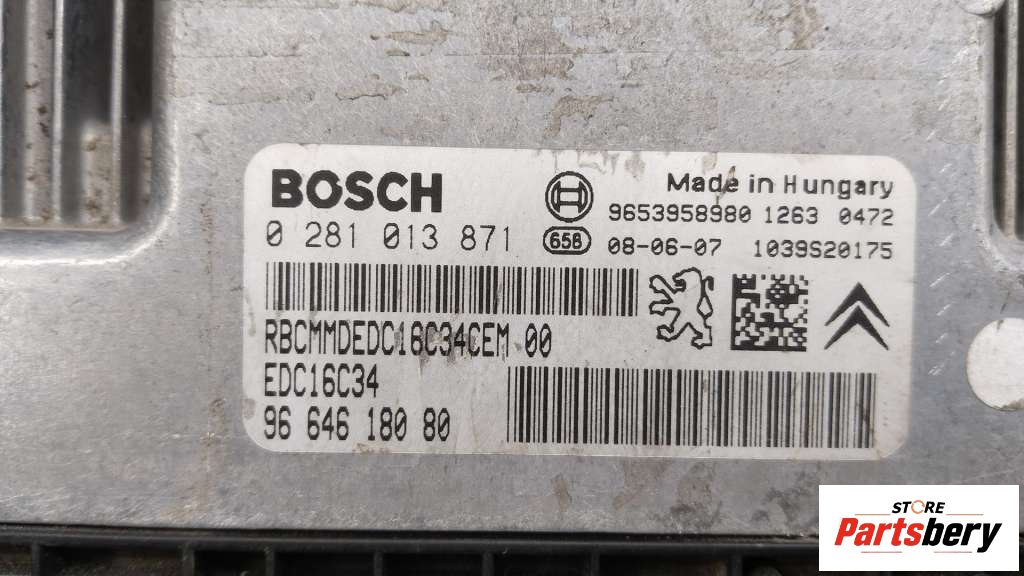 BOSCH
Made in Hungary
9653958980 1263 0472
0 281 013 871
65B
08-06-07 1039S20175
RBCMMDEDC16C34CEM 00
EDC16C34
96 646 180 80
STORE
Partsbery